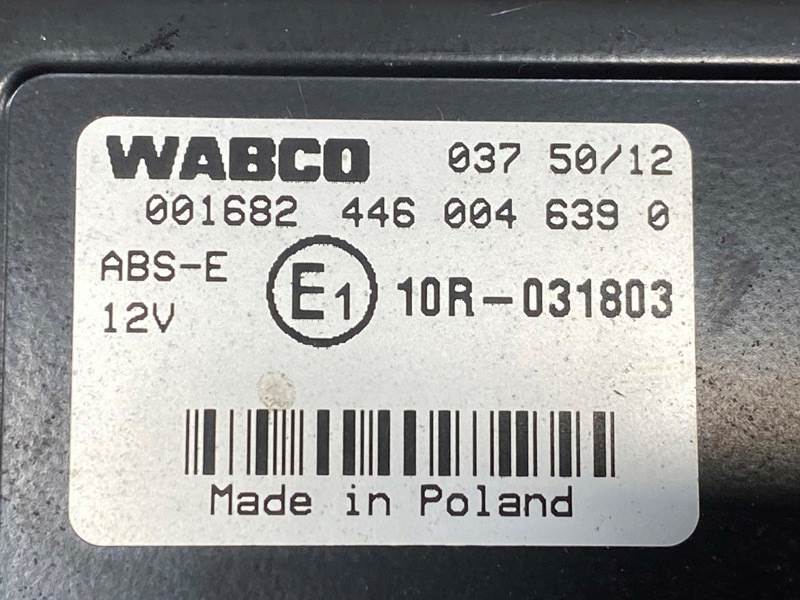 WABCO 037 50/12
001682 446 004 639 0
ABS-E
12V
E1 10R-031803
Made in Poland